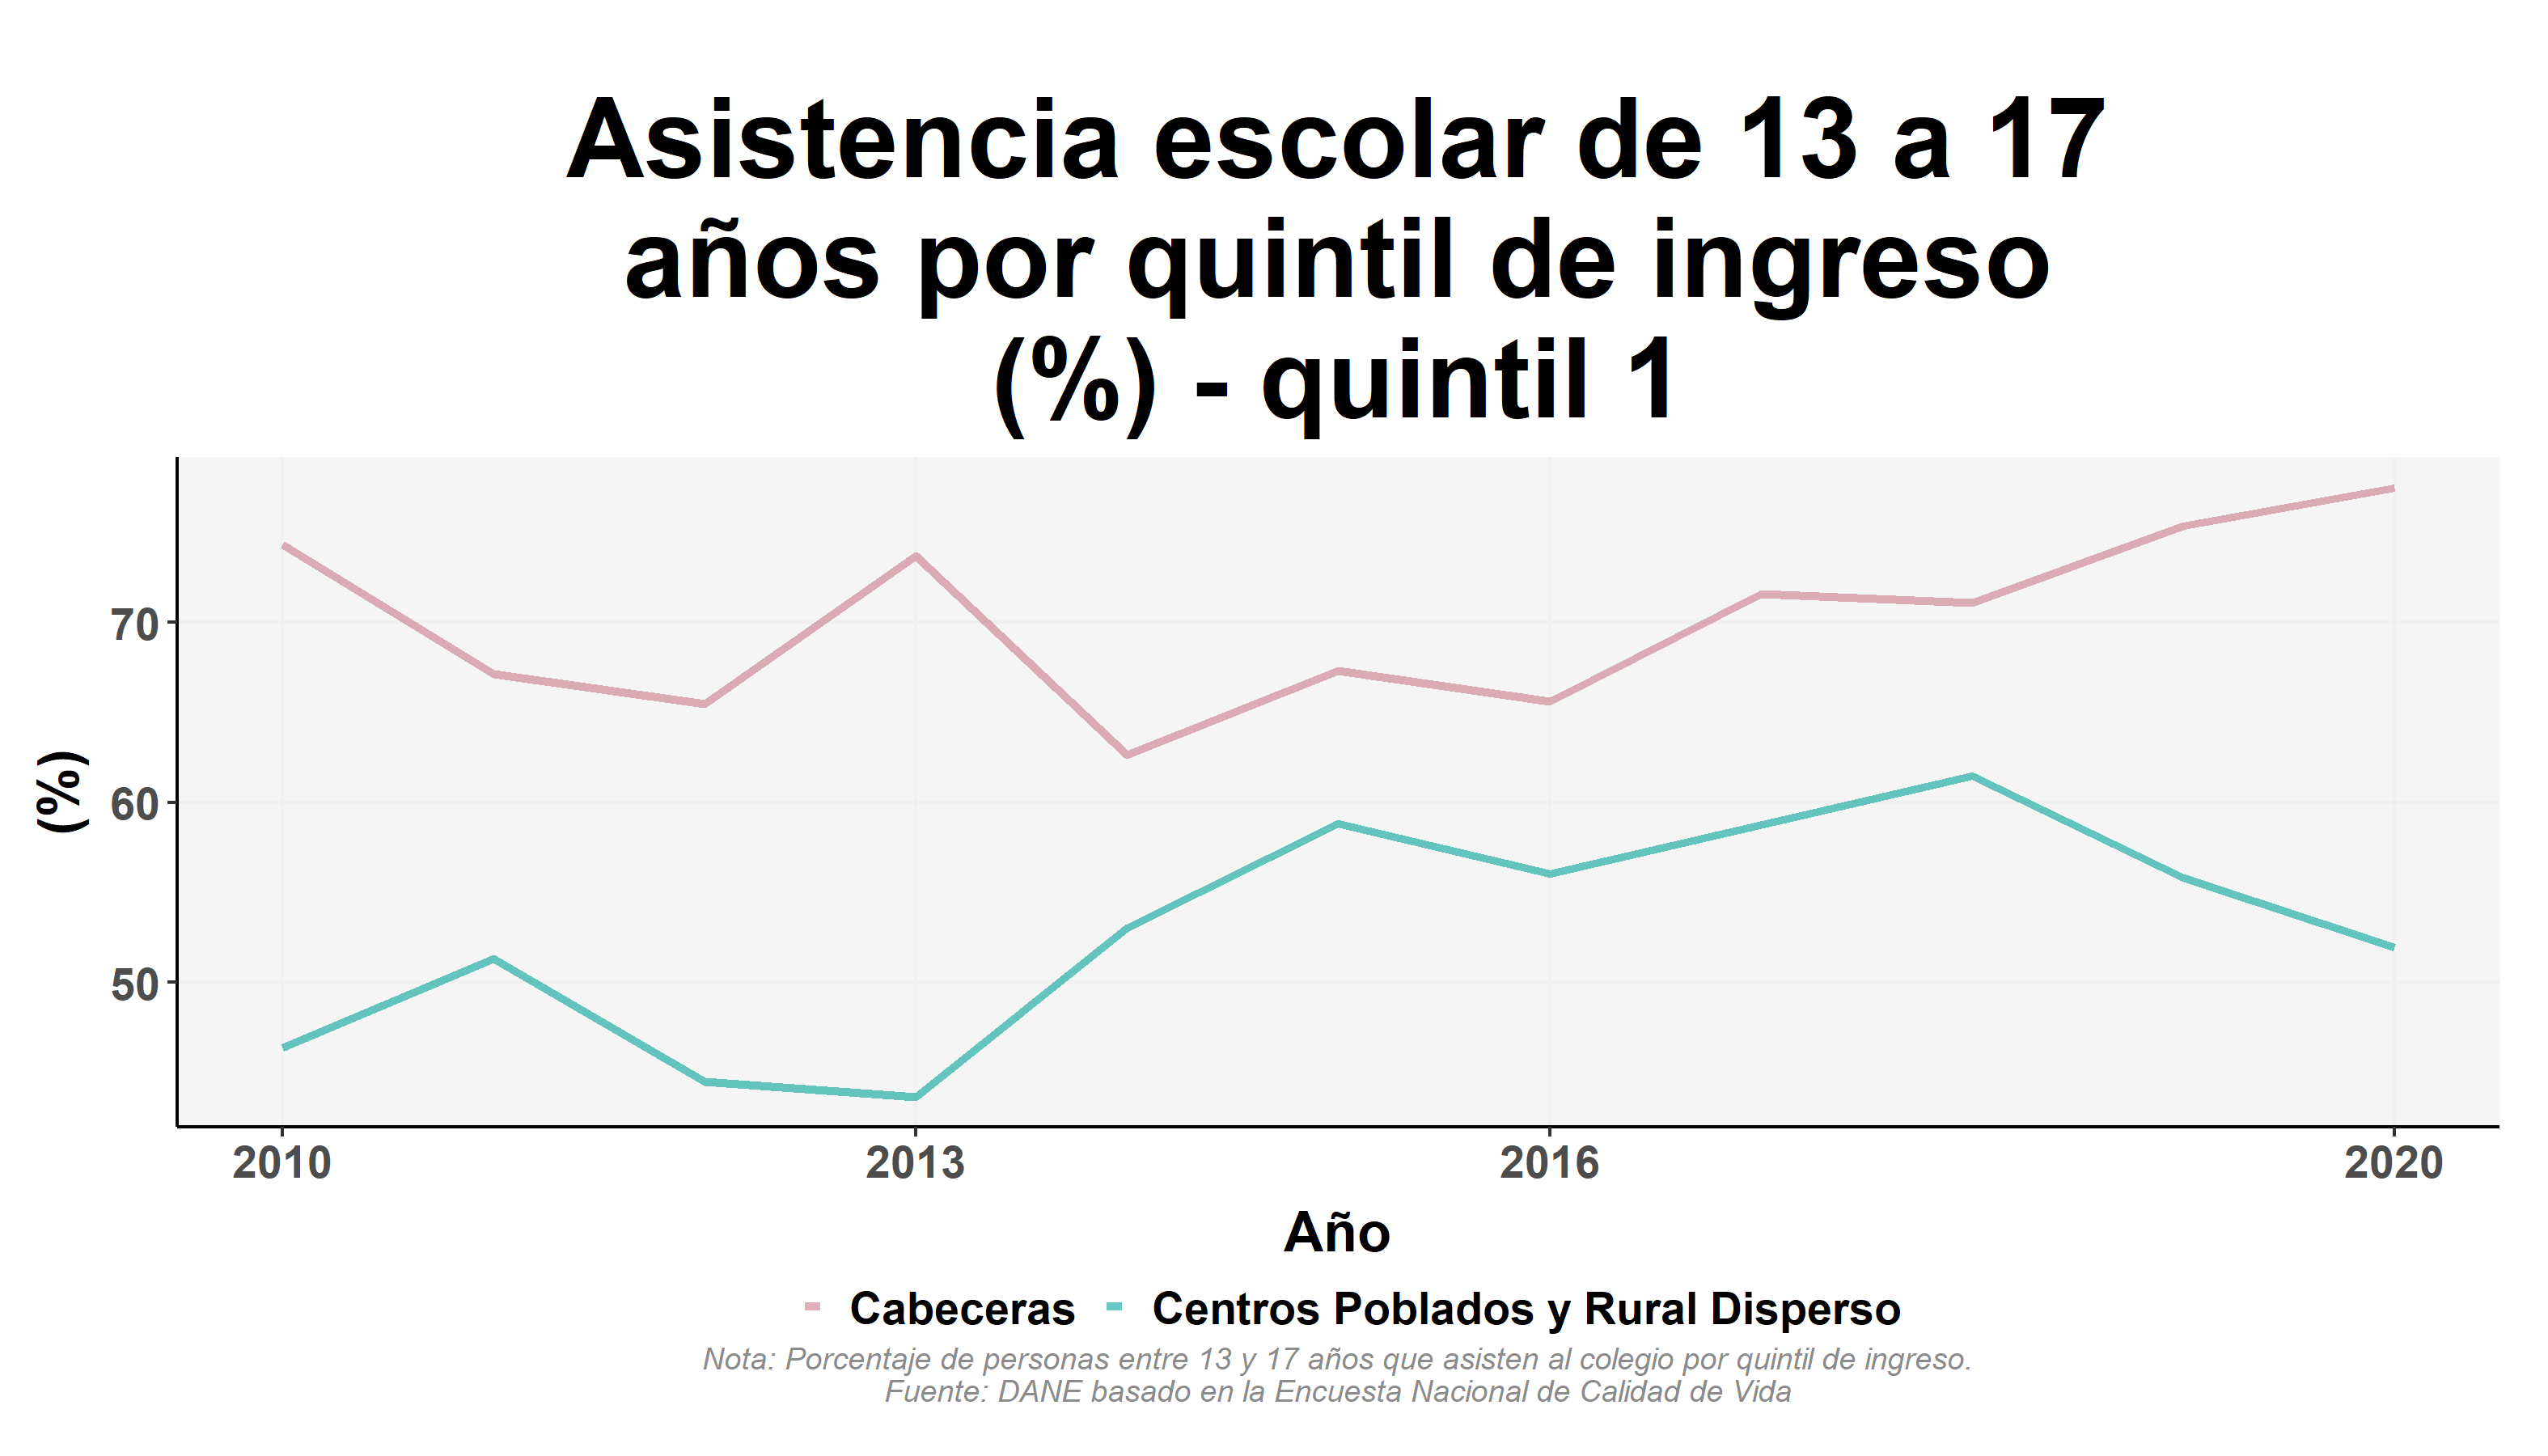 Asistencia escolar de 13 a 17
años por quintil de ingreso
(%) - quintil 1
(%)
70
60
50
2010 2013 2016 2020
Año
Cabeceras Centros Poblados y Rural Disperso
Nota: Porcentaje de personas entre 13 y 17 años que asisten al colegio por quintil de ingreso.
Fuente: DANE basado en la Encuesta Nacional de Calidad de Vida